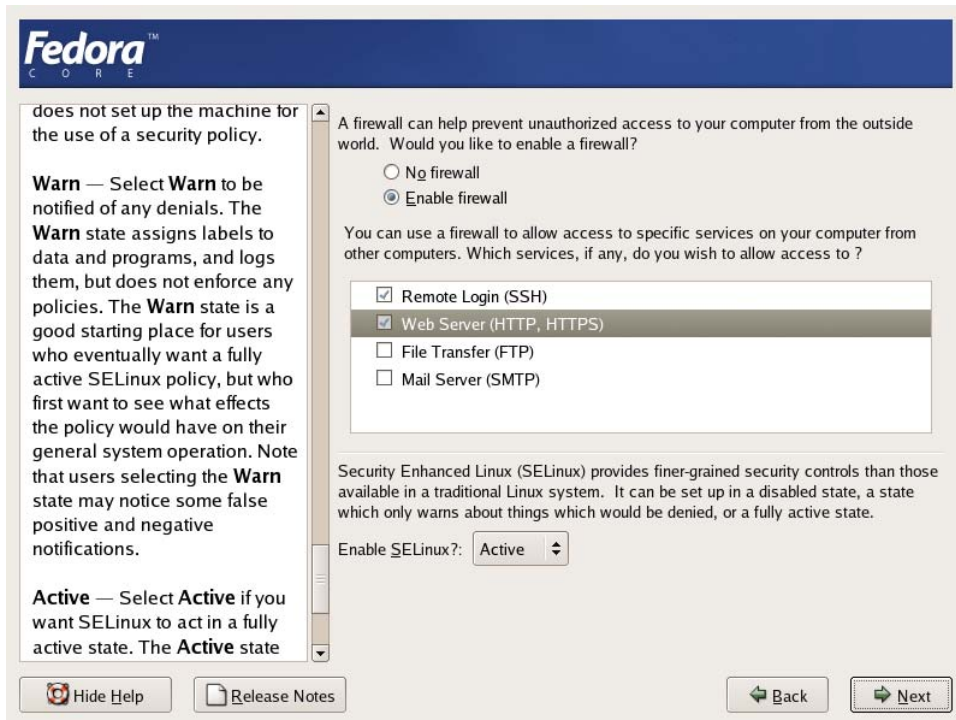 Fedora™
CORE
does not set up the machine for
the use of a security policy.
Warn — Select Warn to be
notified of any denials. The
Warn state assigns labels to
data and programs, and logs
them, but does not enforce any
policies. The Warn state is a
good starting place for users
who eventually want a fully
active SELinux policy, but who
first want to see what effects
the policy would have on their
general system operation. Note
that users selecting the Warn
state may notice some false
positive and negative
notifications.
Active — Select Active if you
want SELinux to act in a fully
active state. The Active state
A firewall can help prevent unauthorized access to your computer from the outside
world.  Would you like to enable a firewall?
No firewall
Enable firewall
You can use a firewall to allow access to specific services on your computer from
other computers. Which services, if any, do you wish to allow access to ?
Remote Login (SSH)
Web Server (HTTP, HTTPS)
File Transfer (FTP)
Mail Server (SMTP)
Security Enhanced Linux (SELinux) provides finer-grained security controls than those
available in a traditional Linux system.  It can be set up in a disabled state, a state
which only warns about things which would be denied, or a fully active state.
Enable SELinux?: Active
Hide Help
Release Notes
Back
Next